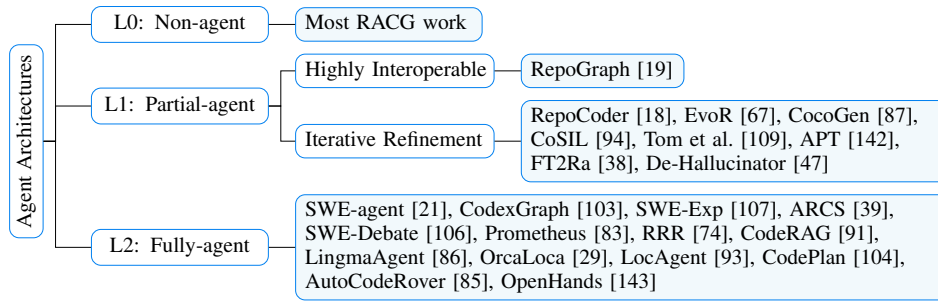 Agent Architectures
L0: Non-agent
Most RACG work
L1: Partial-agent
Highly Interoperable
RepoGraph [19]
Iterative Refinement
RepoCoder [18], EvoR [67], CocoGen [87],
CoSIL [94], Tom et al. [109], APT [142],
FT2Ra [38], De-Hallucinator [47]
L2: Fully-agent
SWE-agent [21], CodexGraph [103], SWE-Exp [107], ARCS [39],
SWE-Debate [106], Prometheus [83], RRR [74], CodeRAG [91],
LingmaAgent [86], OrcaLoca [29], LocAgent [93], CodePlan [104],
AutoCodeRover [85], OpenHands [143]